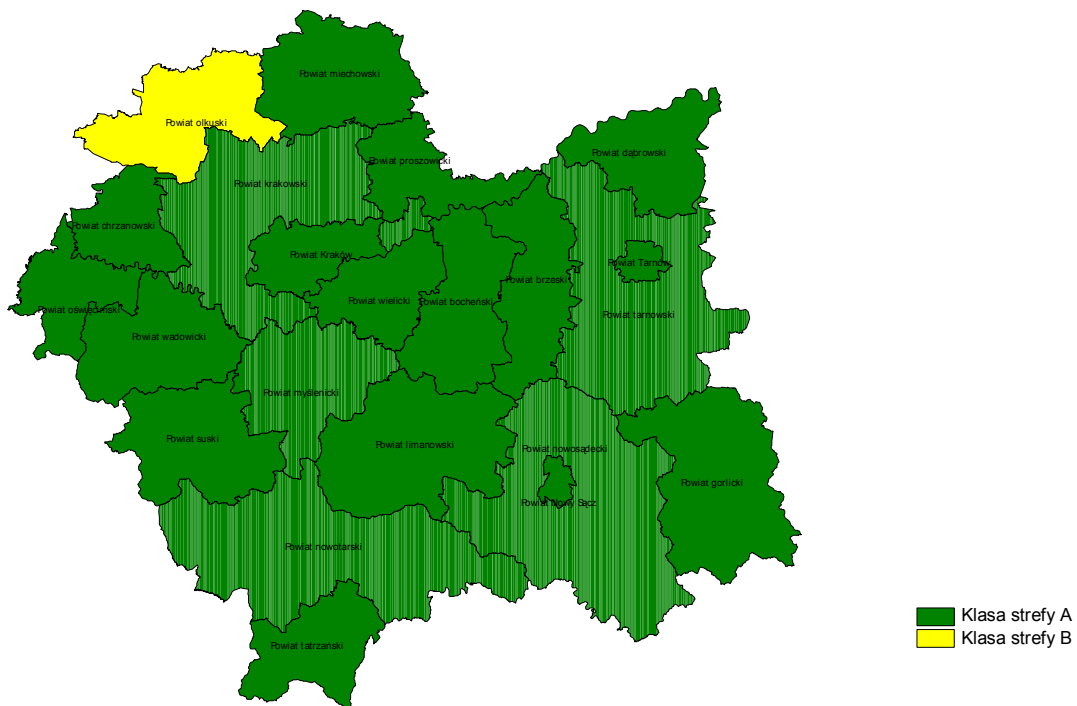 Powiat miechowski
Powiat olkuski
Powiat dąbrowski
Powiat proszowicki
Powiat krakowski
Powiat chrzanowski
Powiat Kraków
Powiat Tarnów
Powiat brzeski
Powiat wielicki
Powiat bocheński
Powiat oświęcimski
Powiat tarnowski
Powiat wadowicki
Powiat myślenicki
Powiat suski
Powiat limanowski
Powiat nowosądecki
Powiat gorlicki
Powiat Nowy Sącz
Powiat nowotarski
Powiat tatrzański
Klasa strefy A
Klasa strefy B